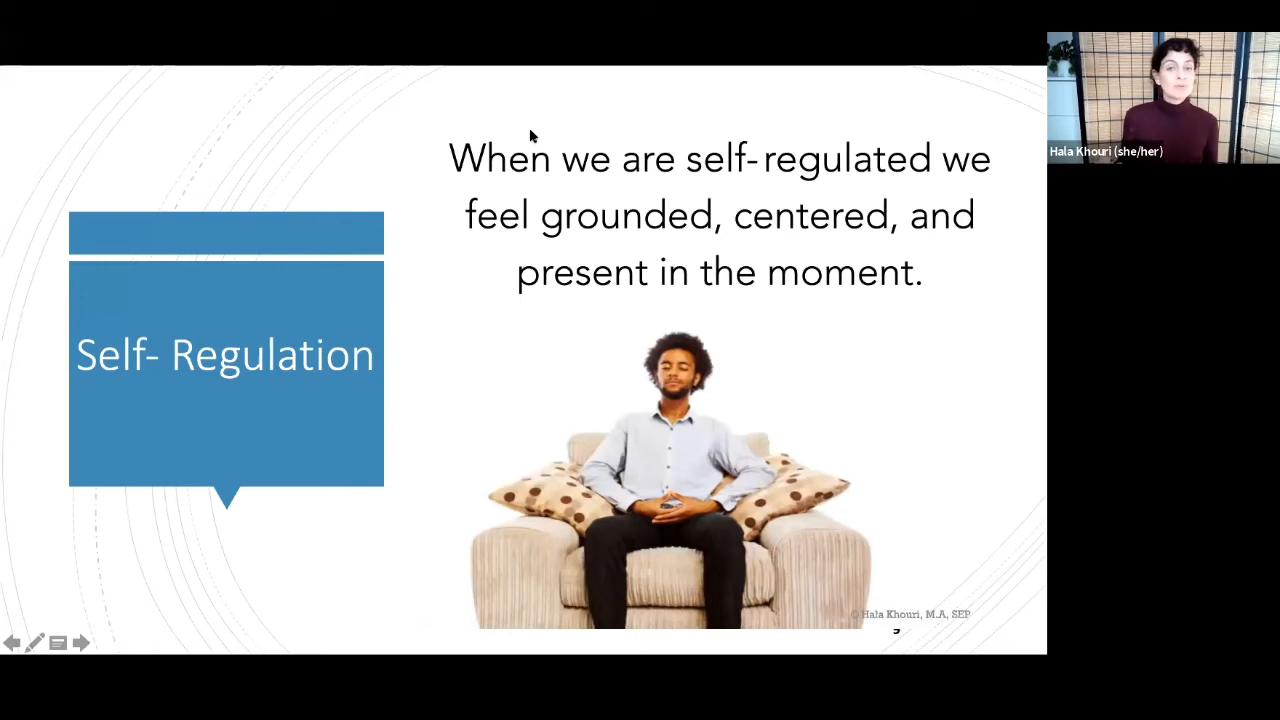 Hala Khouri (she/her)
When we are self-regulated we
feel grounded, centered, and
present in the moment.
Self- Regulation
© Hala Khouri, M.A, SEP
9